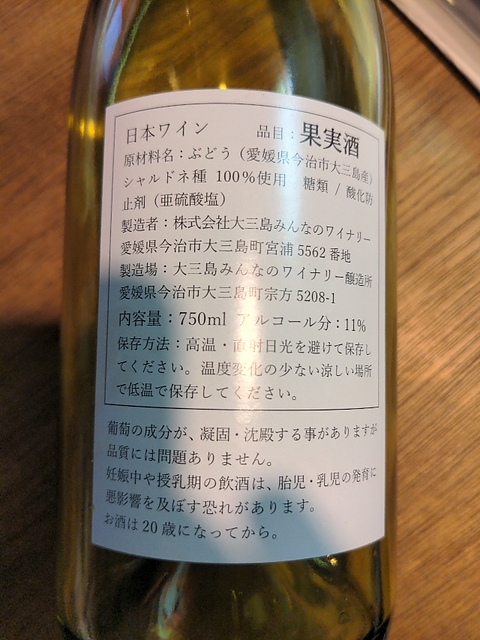 日本ワイン 品目：果実酒
原材料名：ぶどう（愛媛県今治市大三島産）
シャルドネ種 100％使用 糖類 / 酸化防
止剤（亜硫酸塩）
製造者：株式会社大三島みんなのワイナリー
愛媛県今治市大三島町宮浦 5562 番地
製造場：大三島みんなのワイナリー醸造所
愛媛県今治市大三島町宗方 5208-1
内容量：750ml アルコール分：11%
保存方法：高温・直射日光を避けて保存し
てください。温度変化の少ない涼しい場所
で低温で保存してください。
葡萄の成分が、凝固・沈殿する事がありますが
品質には問題ありません。
妊娠中や授乳期の飲酒は、胎児・乳児の発育に
悪影響を及ぼす恐れがあります。
お酒は 20 歳になってから。